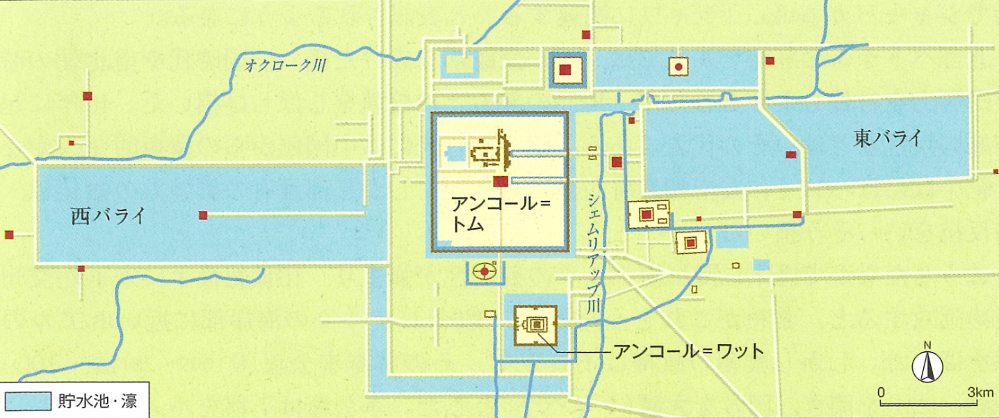 オクローク川
東バライ
西バライ
アンコール=
トム
シェムリアップ川
アンコール=ワット
貯水池・濠
N
0 3km